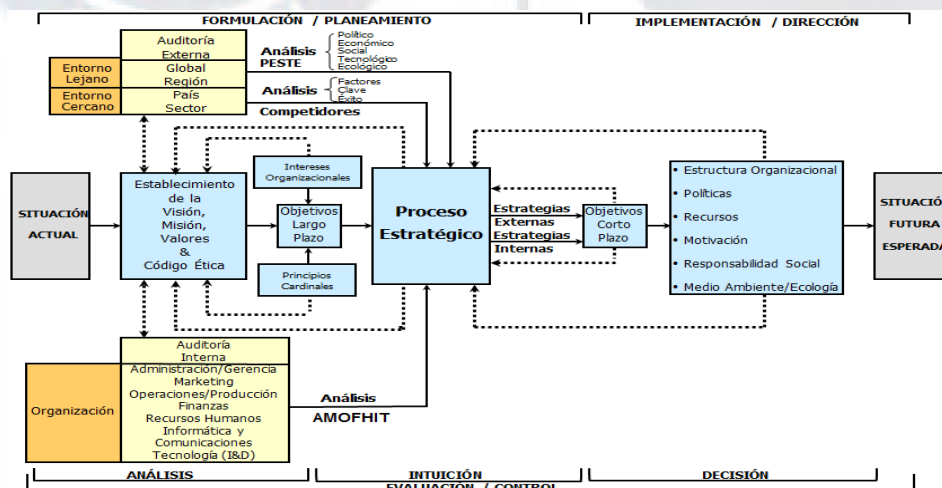 FORMULACIÓN / PLANEAMIENTO
IMPLEMENTACIÓN / DIRECCIÓN
Auditoría
Externa
Entorno
Lejano
Global
Región
Entorno
Cercano
País
Sector
Análisis
PESTE
Político
Económico
Social
Tecnológico
Ecológico
Análisis
Competidores
Factores
Clave
Éxito
SITUACIÓN
ACTUAL
Establecimiento
de la
Visión,
Misión,
Valores
&
Código Ética
Intereses
Organizacionales
Objetivos
Largo
Plazo
Principios
Cardinales
Proceso
Estratégico
Estrategias
Externas
Estrategias
Internas
Objetivos
Corto
Plazo
• Estructura Organizacional
• Políticas
• Recursos
• Motivación
• Responsabilidad Social
• Medio Ambiente/Ecología
SITUACIÓ
FUTURA
ESPERADA
Organización
Auditoría
Interna
Administración/Gerencia
Marketing
Operaciones/Producción
Finanzas
Recursos Humanos
Informática y
Comunicaciones
Tecnología (I&D)
Análisis
AMOFHIT
ANÁLISIS
INTUICIÓN
DECISIÓN
EVALUACIÓN / CONTROL